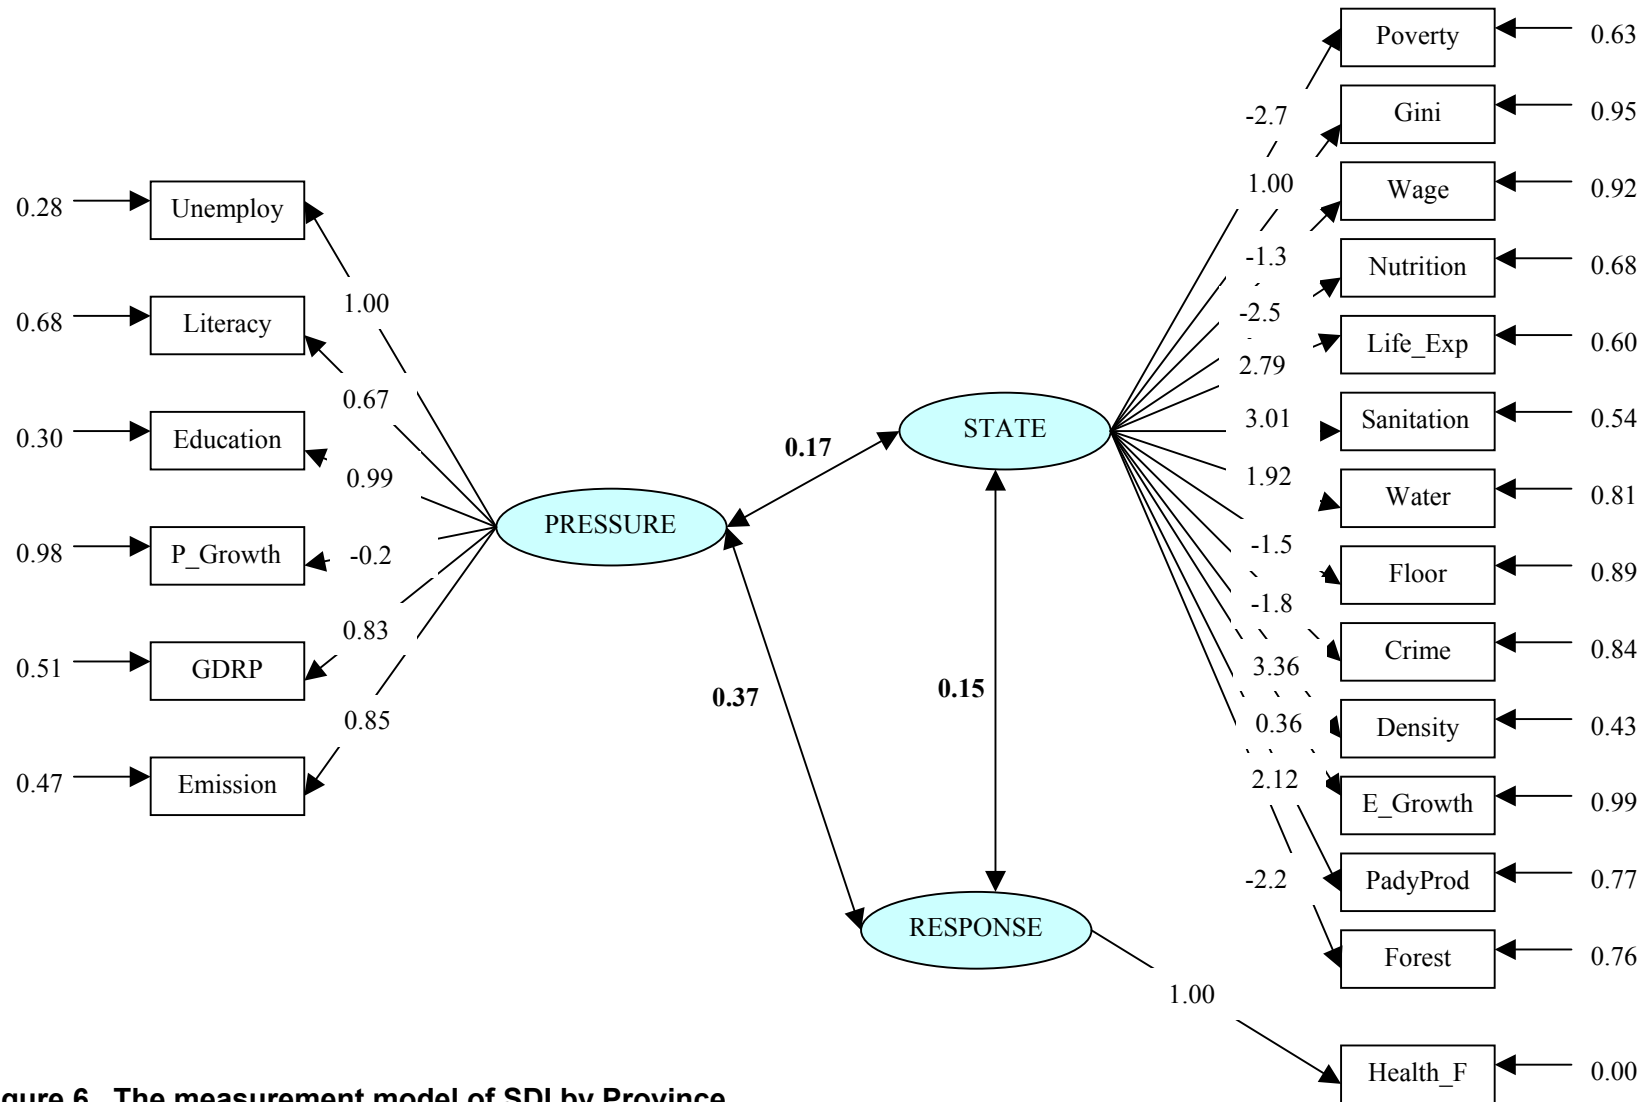 0.28 Unemploy
1.00
0.68 Literacy
0.67
0.30 Education
0.99
0.98 P_Growth
-0.2
0.51 GDRP
0.83
0.47 Emission
0.85
PRESSURE
0.17
0.37
0.15
STATE
RESPONSE
-2.7
1.00
-1.3
-2.5
2.79
3.01
1.92
-1.5
-1.8
3.36
0.36
2.12
-2.2
1.00
Poverty 0.63
Gini 0.95
Wage 0.92
Nutrition 0.68
Life_Exp 0.60
Sanitation 0.54
Water 0.81
Floor 0.89
Crime 0.84
Density 0.43
E_Growth 0.99
PadyProd 0.77
Forest 0.76
Health_F 0.00
gure 6. The measurement model of SDI by Province